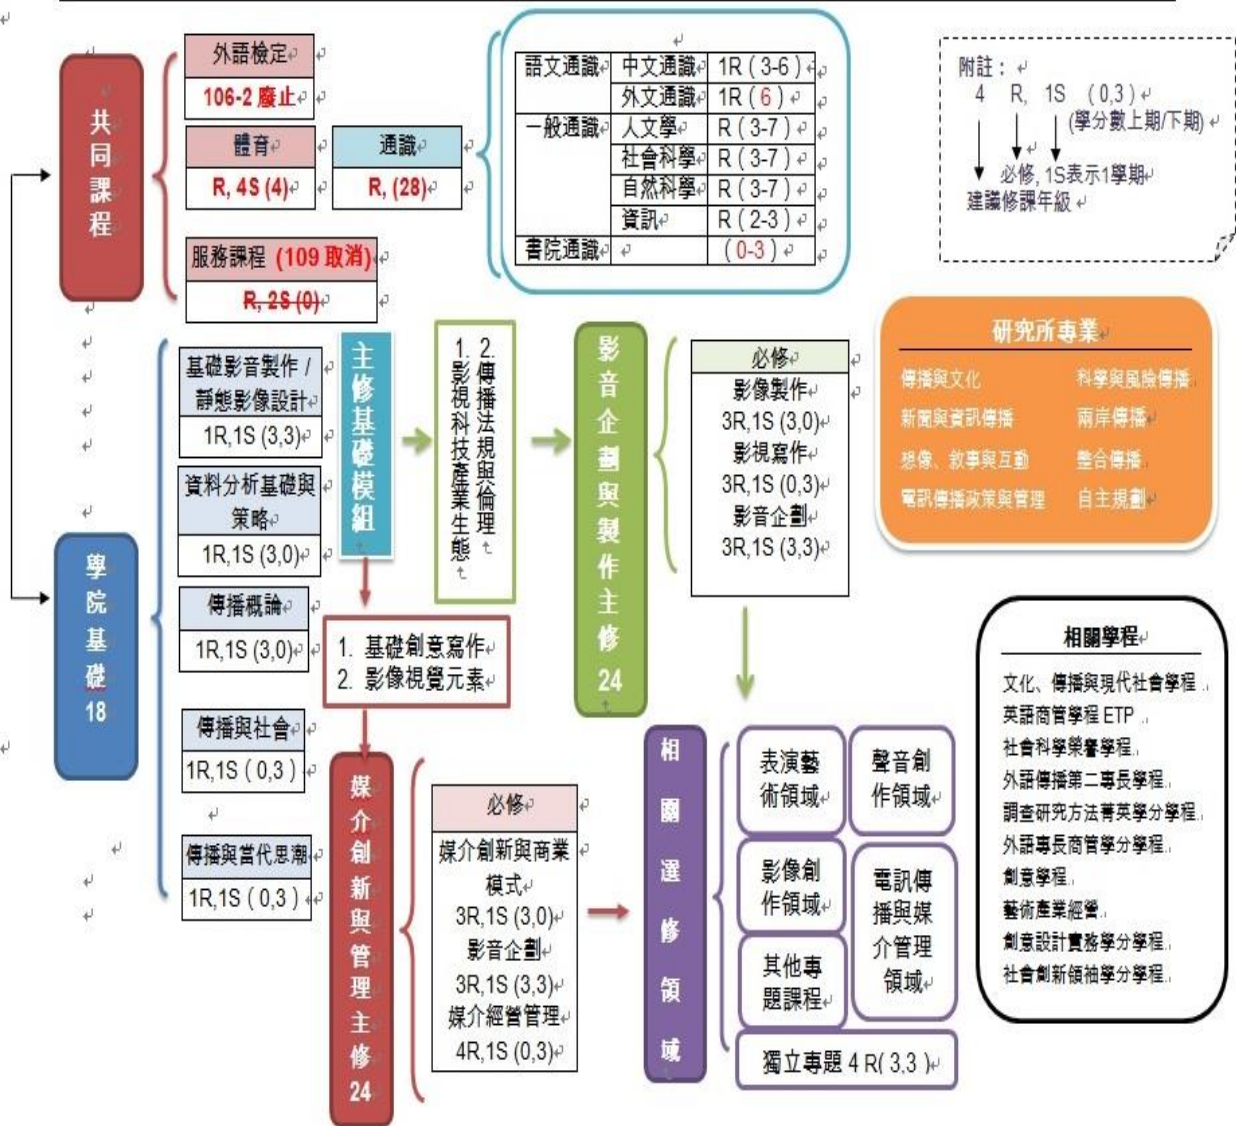 共同課程
外語檢定
106-2 廢止
體育
R, 4S (4)
通識
R, (28)
服務課程 (109 取消)
R, 2S (0)
語文通識 中文通識 1R ( 3-6 )
外文通識 1R ( 6 )
一般通識 人文學 R ( 3-7 )
社會科學 R ( 3-7 )
自然科學 R ( 3-7 )
資訊 R ( 2-3 )
書院通識 ( 0-3 )
附註：
4 R, 1S (0,3)
(學分數上期/下期)
必修, 1S表示1學期
建議修課年級
學院基礎 18
基礎影音製作 /
靜態影像設計
1R,1S (3,3)
資料分析基礎與
策略
1R,1S (3,0)
傳播概論
1R,1S (3,0)
傳播與社會
1R,1S ( 0,3 )
傳播與當代思潮
1R,1S ( 0,3 )
主修基礎模組
1. 影視科技產業生態
2. 傳播法規與倫理
影音企劃與製作主修 24
必修
影像製作
3R,1S (3,0)
影視寫作
3R,1S (0,3)
影音企劃
3R,1S (3,3)
1. 基礎創意寫作
2. 影像視覺元素
媒介創新與管理主修 24
必修
媒介創新與商業
模式
3R,1S (3,0)
影音企劃
3R,1S (3,3)
媒介經營管理
4R,1S (0,3)
相關選修領域
表演藝
術領域
聲音創
作領域
影像創
作領域
電訊傳
播與媒
介管理
領域
其他專
題課程
獨立專題 4 R( 3,3 )
研究所專業
傳播與文化 科學與風險傳播
新聞與資訊傳播 兩岸傳播
想像、敘事與互動 整合傳播
電訊傳播政策與管理 自主規劃
相關學程
文化、傳播與現代社會學程
英語商管學程 ETP
社會科學榮譽學程
外語傳播第二專長學程
調查研究方法菁英學分學程
外語專長商管學分學程
創意學程
藝術產業經營
創意設計實務學分學程
社會創新領袖學分學程